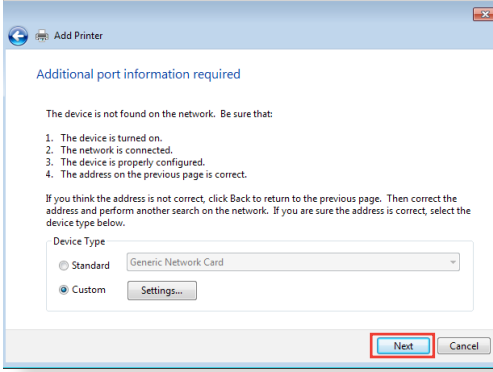 Add Printer
Additional port information required
The device is not found on the network. Be sure that:
1. The device is turned on.
2. The network is connected.
3. The device is properly configured.
4. The address on the previous page is correct.
If you think the address is not correct, click Back to return to the previous page. Then correct the
address and perform another search on the network. If you are sure the address is correct, select the
device type below.
Device Type
Standard
Generic Network Card
Custom
Settings...
Next
Cancel